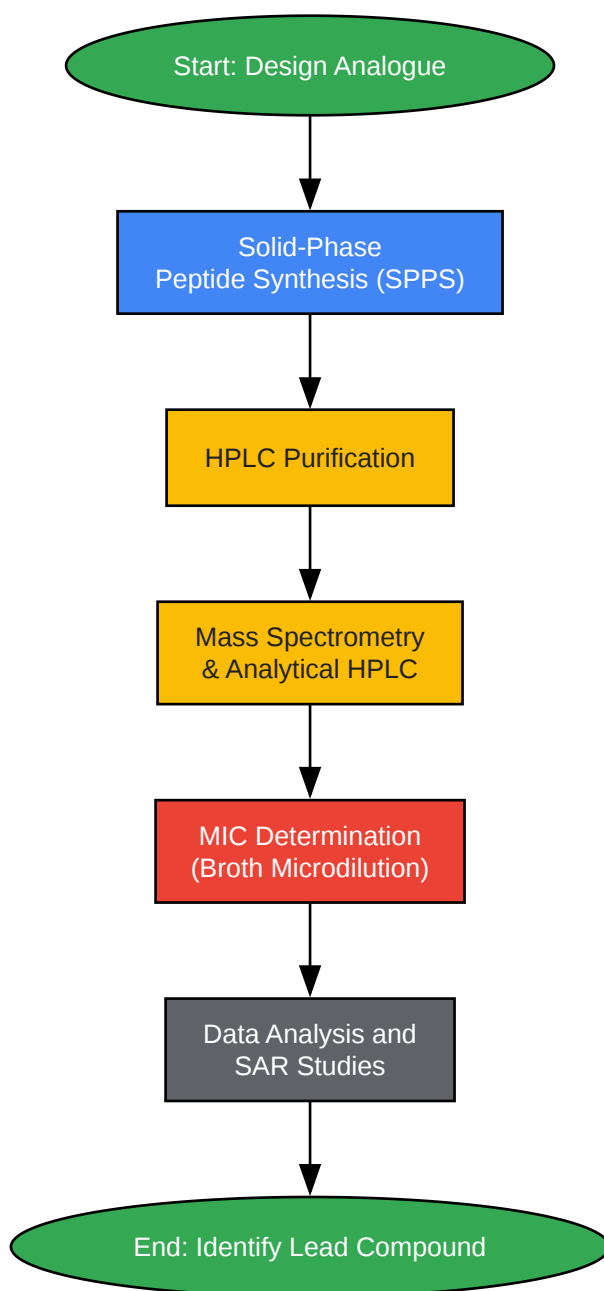 Start: Design Analogue
Solid-Phase
Peptide Synthesis (SPPS)
HPLC Purification
Mass Spectrometry
& Analytical HPLC
MIC Determination
(Broth Microdilution)
Data Analysis and
SAR Studies
End: Identify Lead Compound